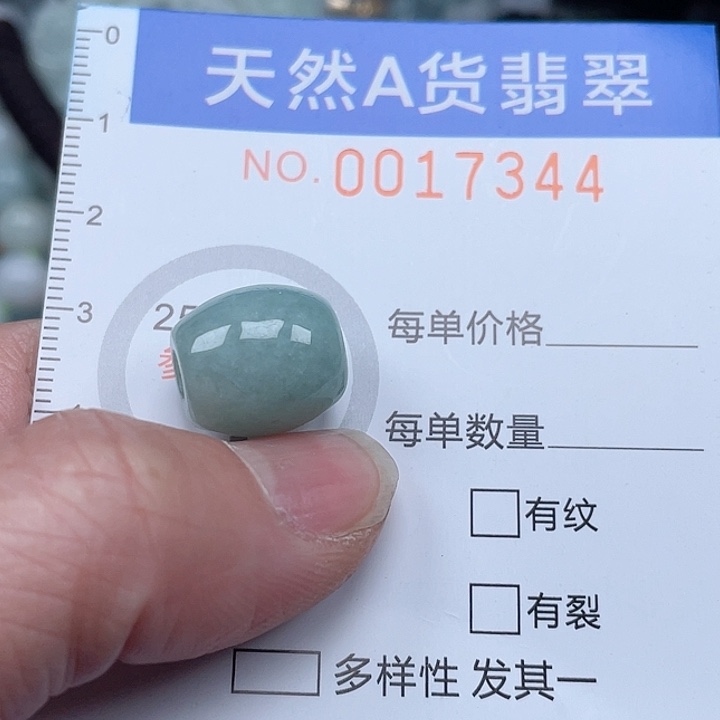 天然A货翡翠
NO. 0017344
0
1
2
3
25
每单价格
每单数量
有纹
有裂
多样性 发其一